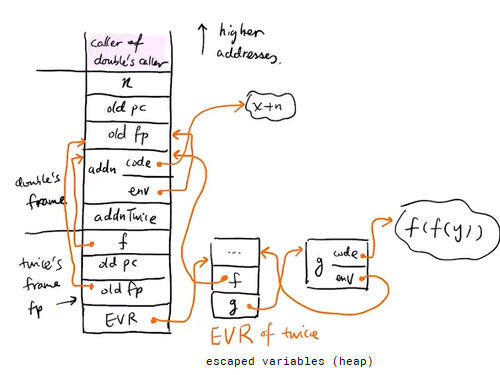 caller of
double's caller
↑ higher
addresses.
n
old pc
old fp
x+n
addn code
env
double's
frame
addnTwice
f
twice's
frame
fp
old pc
old fp
EVR
...
f
g
g code
env
f(f(y))
EVR of twice
escaped variables (heap)